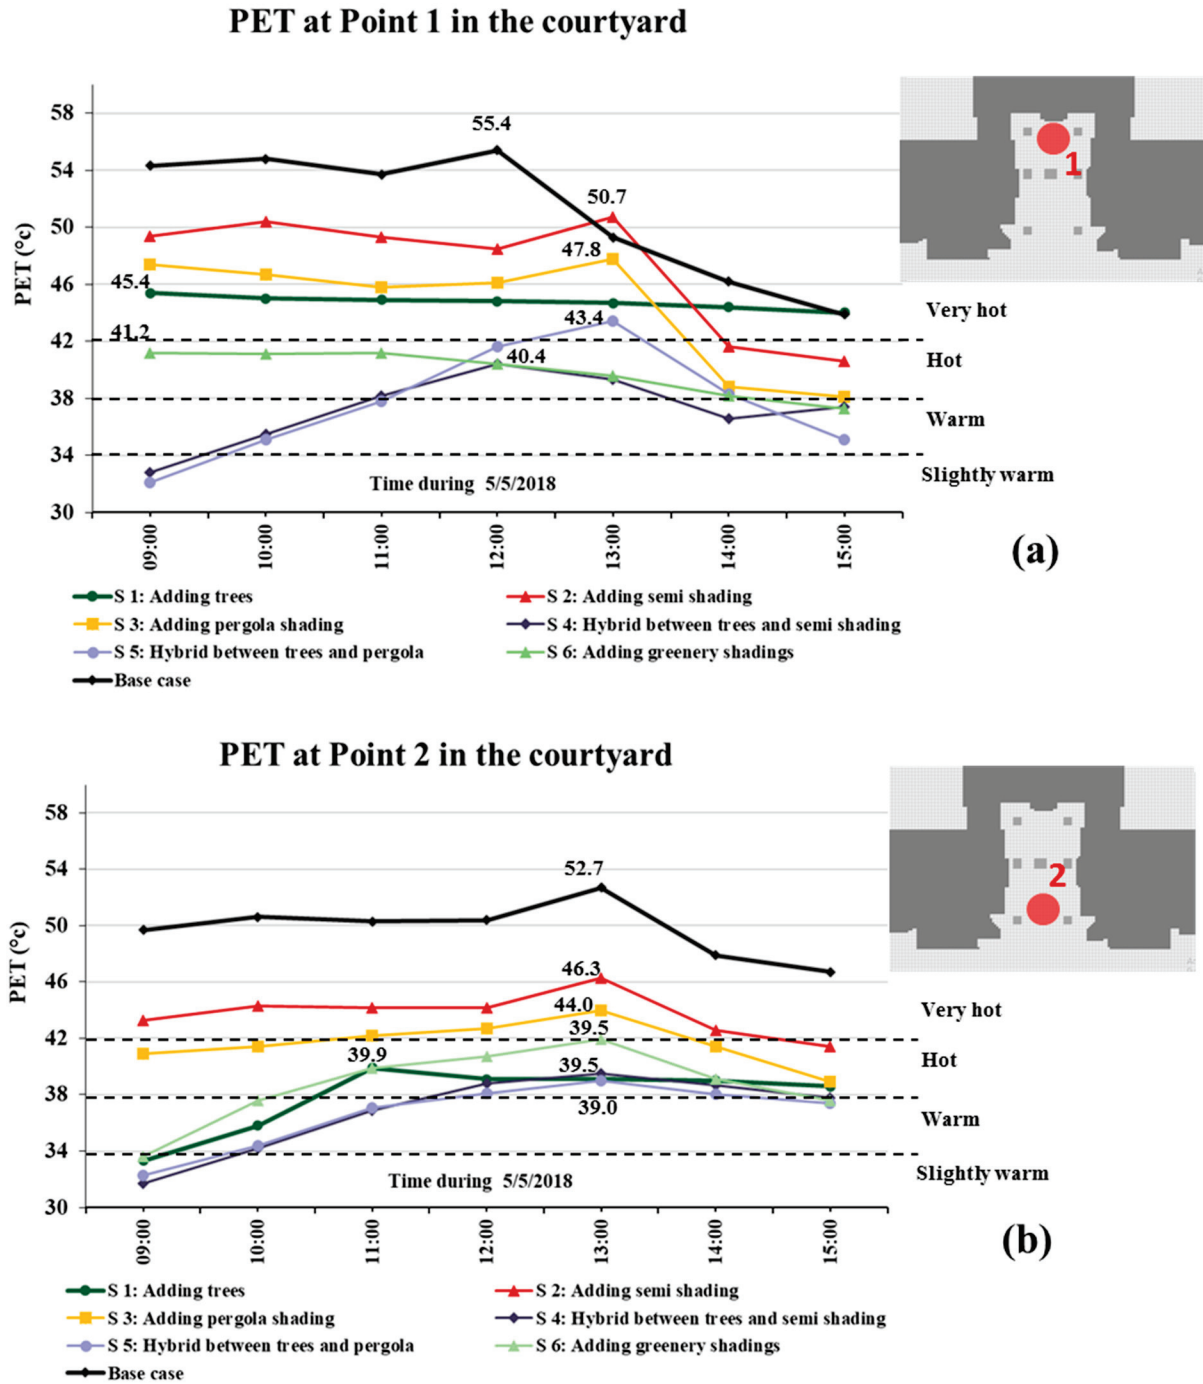 PET at Point 1 in the courtyard
PET (°c)
58
54
50
46
42
38
34
30
55.4
50.7
47.8
45.4
43.4
41.2
40.4
1
Very hot
Hot
Warm
Slightly warm
Time during 5/5/2018
09:00
10:00
11:00
12:00
13:00
14:00
15:00
(a)
S 1: Adding trees
S 2: Adding semi shading
S 3: Adding pergola shading
S 4: Hybrid between trees and semi shading
S 5: Hybrid between trees and pergola
S 6: Adding greenery shadings
Base case
PET at Point 2 in the courtyard
PET (°c)
58
54
50
46
42
38
34
30
52.7
46.3
44.0
39.5
39.9
39.5
39.0
2
Very hot
Hot
Warm
Slightly warm
Time during 5/5/2018
09:00
10:00
11:00
12:00
13:00
14:00
15:00
(b)
S 1: Adding trees
S 2: Adding semi shading
S 3: Adding pergola shading
S 4: Hybrid between trees and semi shading
S 5: Hybrid between trees and pergola
S 6: Adding greenery shadings
Base case